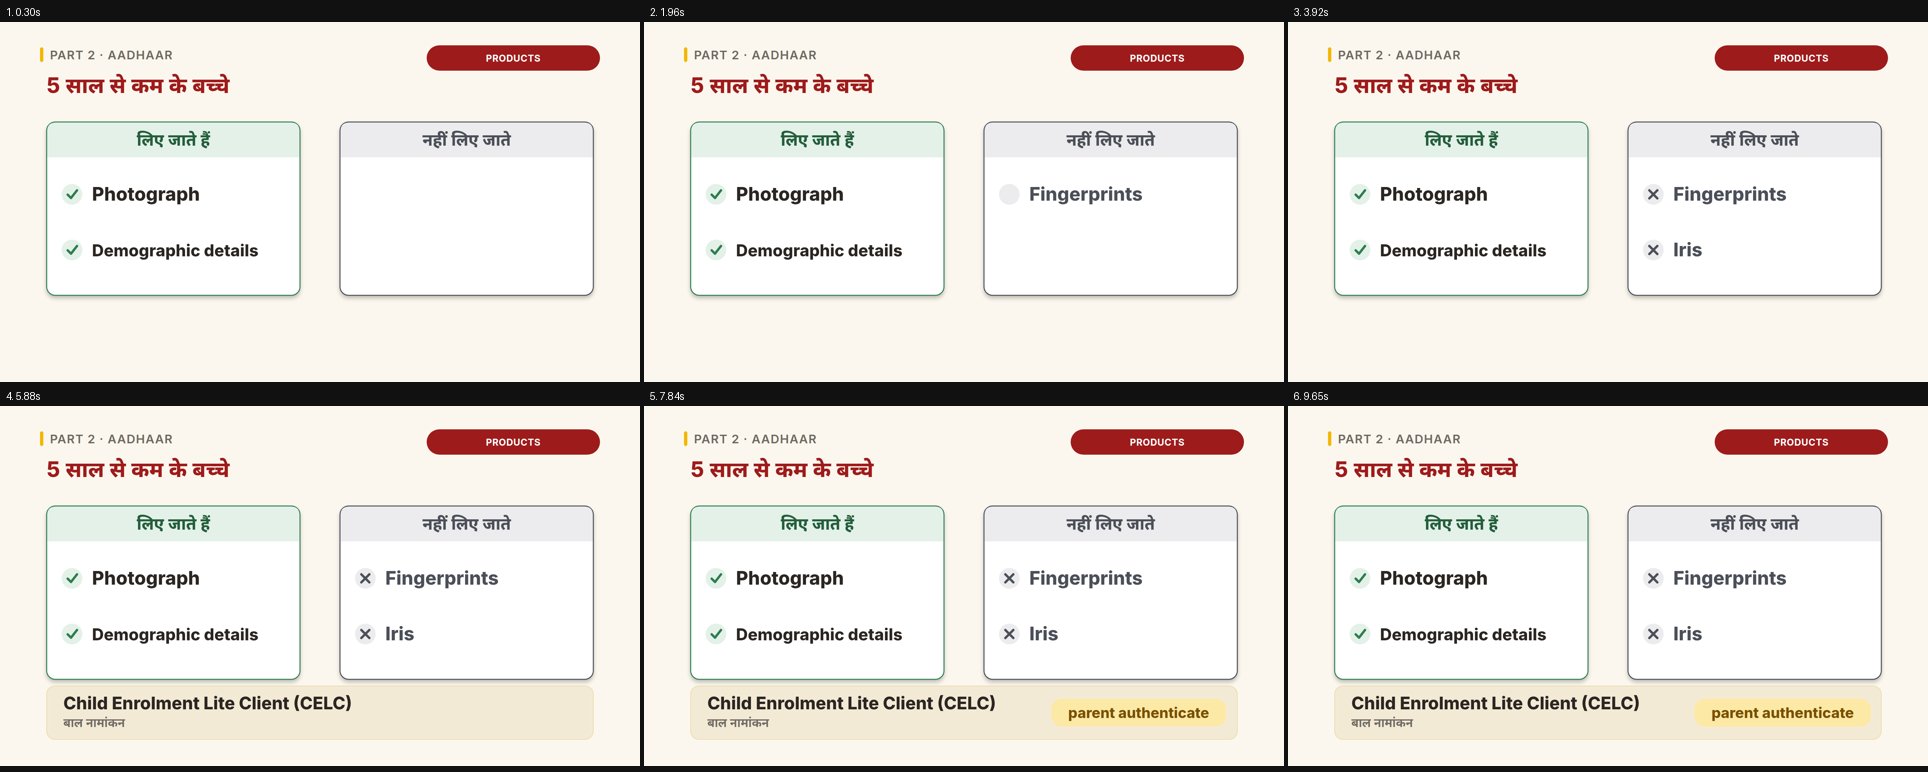 1. 0.30s
PART 2 · AADHAAR
PRODUCTS
5 साल से कम के बच्चे
लिए जाते हैं
नहीं लिए जाते
Photograph
Demographic details
2. 1.96s
PART 2 · AADHAAR
PRODUCTS
5 साल से कम के बच्चे
लिए जाते हैं
नहीं लिए जाते
Photograph
Fingerprints
Demographic details
3. 3.92s
PART 2 · AADHAAR
PRODUCTS
5 साल से कम के बच्चे
लिए जाते हैं
नहीं लिए जाते
Photograph
Fingerprints
Demographic details
Iris
4. 5.88s
PART 2 · AADHAAR
PRODUCTS
5 साल से कम के बच्चे
लिए जाते हैं
नहीं लिए जाते
Photograph
Fingerprints
Demographic details
Iris
Child Enrolment Lite Client (CELC)
बाल नामांकन
5. 7.84s
PART 2 · AADHAAR
PRODUCTS
5 साल से कम के बच्चे
लिए जाते हैं
नहीं लिए जाते
Photograph
Fingerprints
Demographic details
Iris
Child Enrolment Lite Client (CELC)
बाल नामांकन
parent authenticate
6. 9.65s
PART 2 · AADHAAR
PRODUCTS
5 साल से कम के बच्चे
लिए जाते हैं
नहीं लिए जाते
Photograph
Fingerprints
Demographic details
Iris
Child Enrolment Lite Client (CELC)
बाल नामांकन
parent authenticate